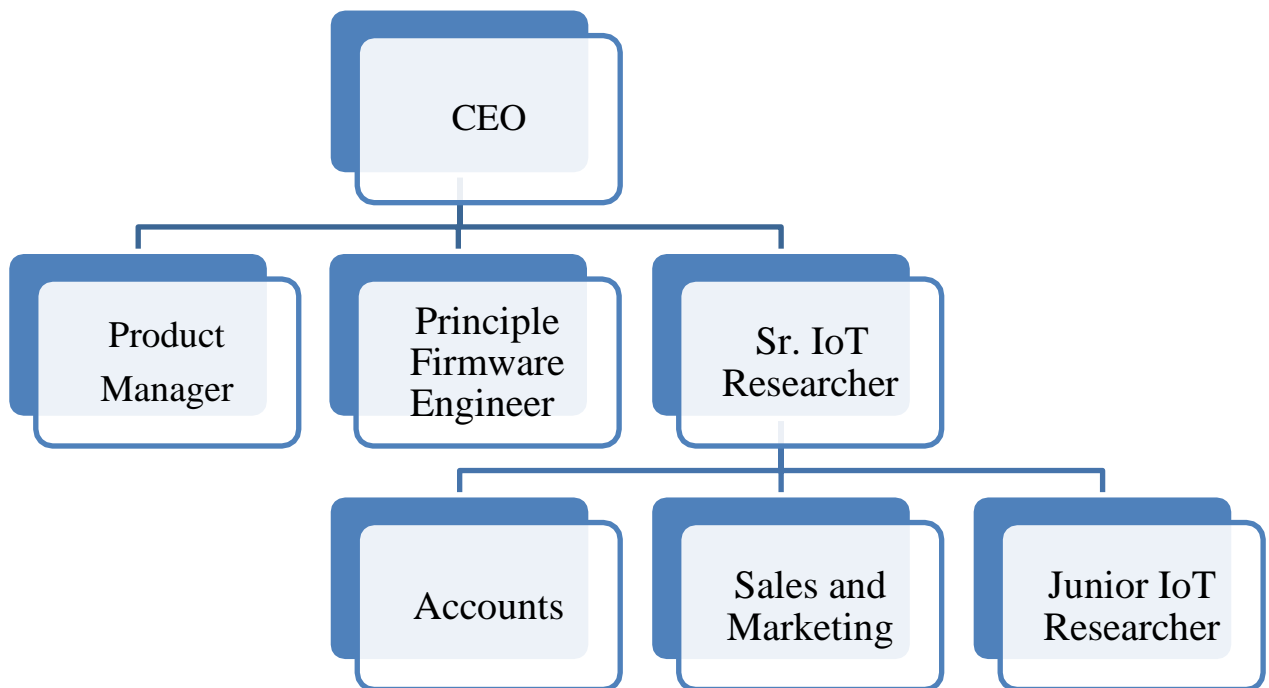 CEO
Product
Manager
Principle
Firmware
Engineer
Sr. IoT
Researcher
Accounts
Sales and
Marketing
Junior IoT
Researcher